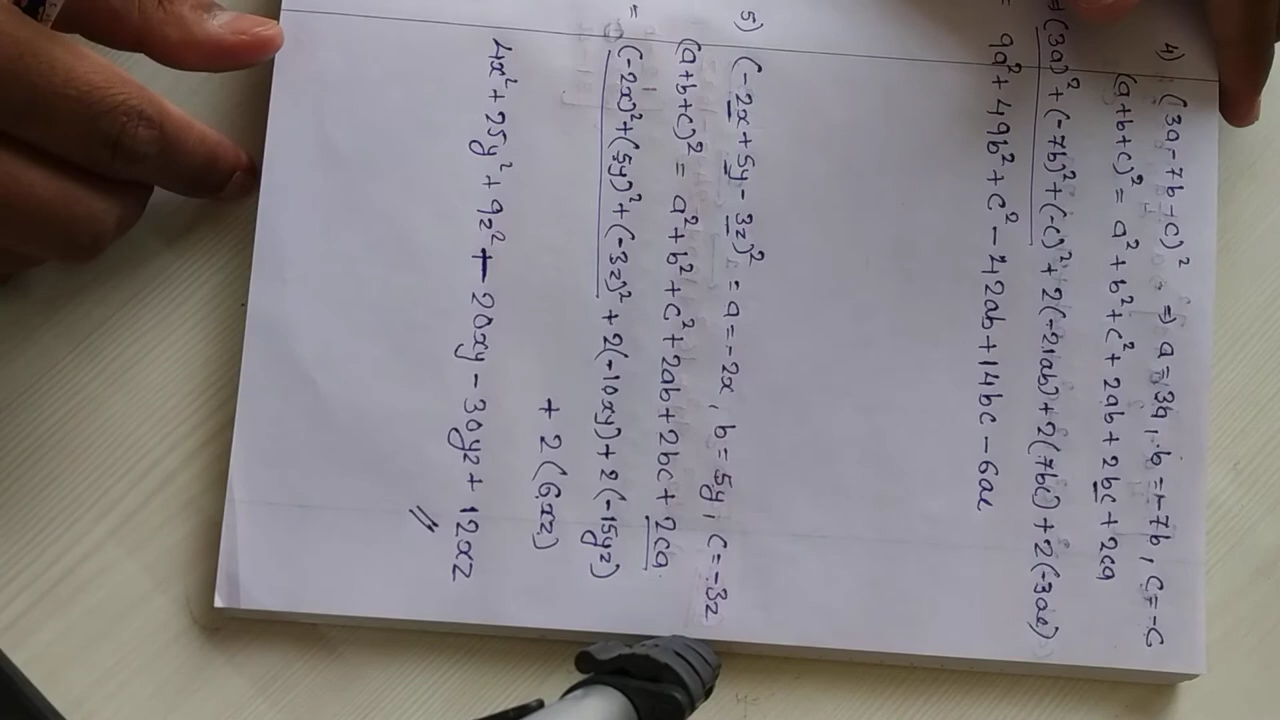 4) (3a - 7b - c)² ⇒ a = 3a, b = -7b, c = -c
(a+b+c)² = a² + b² + c² + 2ab + 2bc + 2ca
(3a)² + (-7b)² + (-c)² + 2(-21ab) + 2(7bc) + 2(-3ac)
= 9a² + 49b² + c² - 42ab + 14bc - 6ac
5) (-2x + 5y - 3z)² = a = -2x, b = 5y, c = -3z
(a+b+c)² = a² + b² + c² + 2ab + 2bc + 2ca
= (-2x)² + (5y)² + (-3z)² + 2(-10xy) + 2(-15yz)
+ 2(6xz)
4x² + 25y² + 9z² - 20xy - 30yz + 12xz